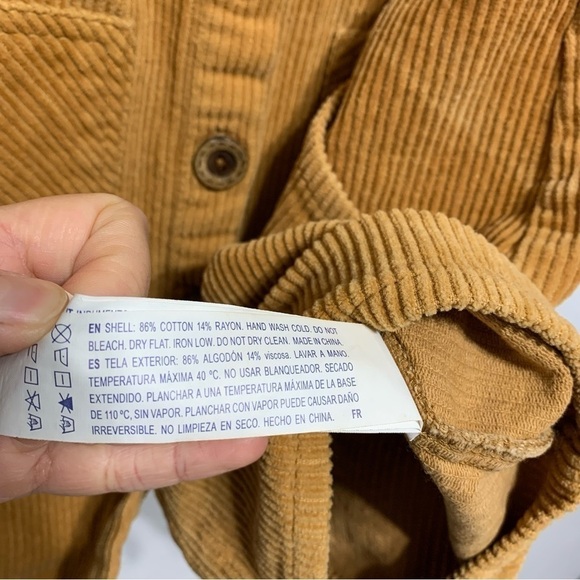 EN SHELL: 86% COTTON 14% RAYON. HAND WASH COLD. DO NOT
BLEACH. DRY FLAT. IRON LOW. DO NOT DRY CLEAN. MADE IN CHINA.
ES TELA EXTERIOR: 86% ALGODÓN 14% viscosa. LAVAR A MANO.
TEMPERATURA MÁXIMA 40 ºC. NO USAR BLANQUEADOR. SECADO
EXTENDIDO. PLANCHAR A UNA TEMPERATURA MÁXIMA DE LA BASE
DE 110 ºC, SIN VAPOR. PLANCHAR CON VAPOR PUEDE CAUSAR DAÑO
IRREVERSIBLE. NO LIMPIEZA EN SECO. HECHO EN CHINA. FR